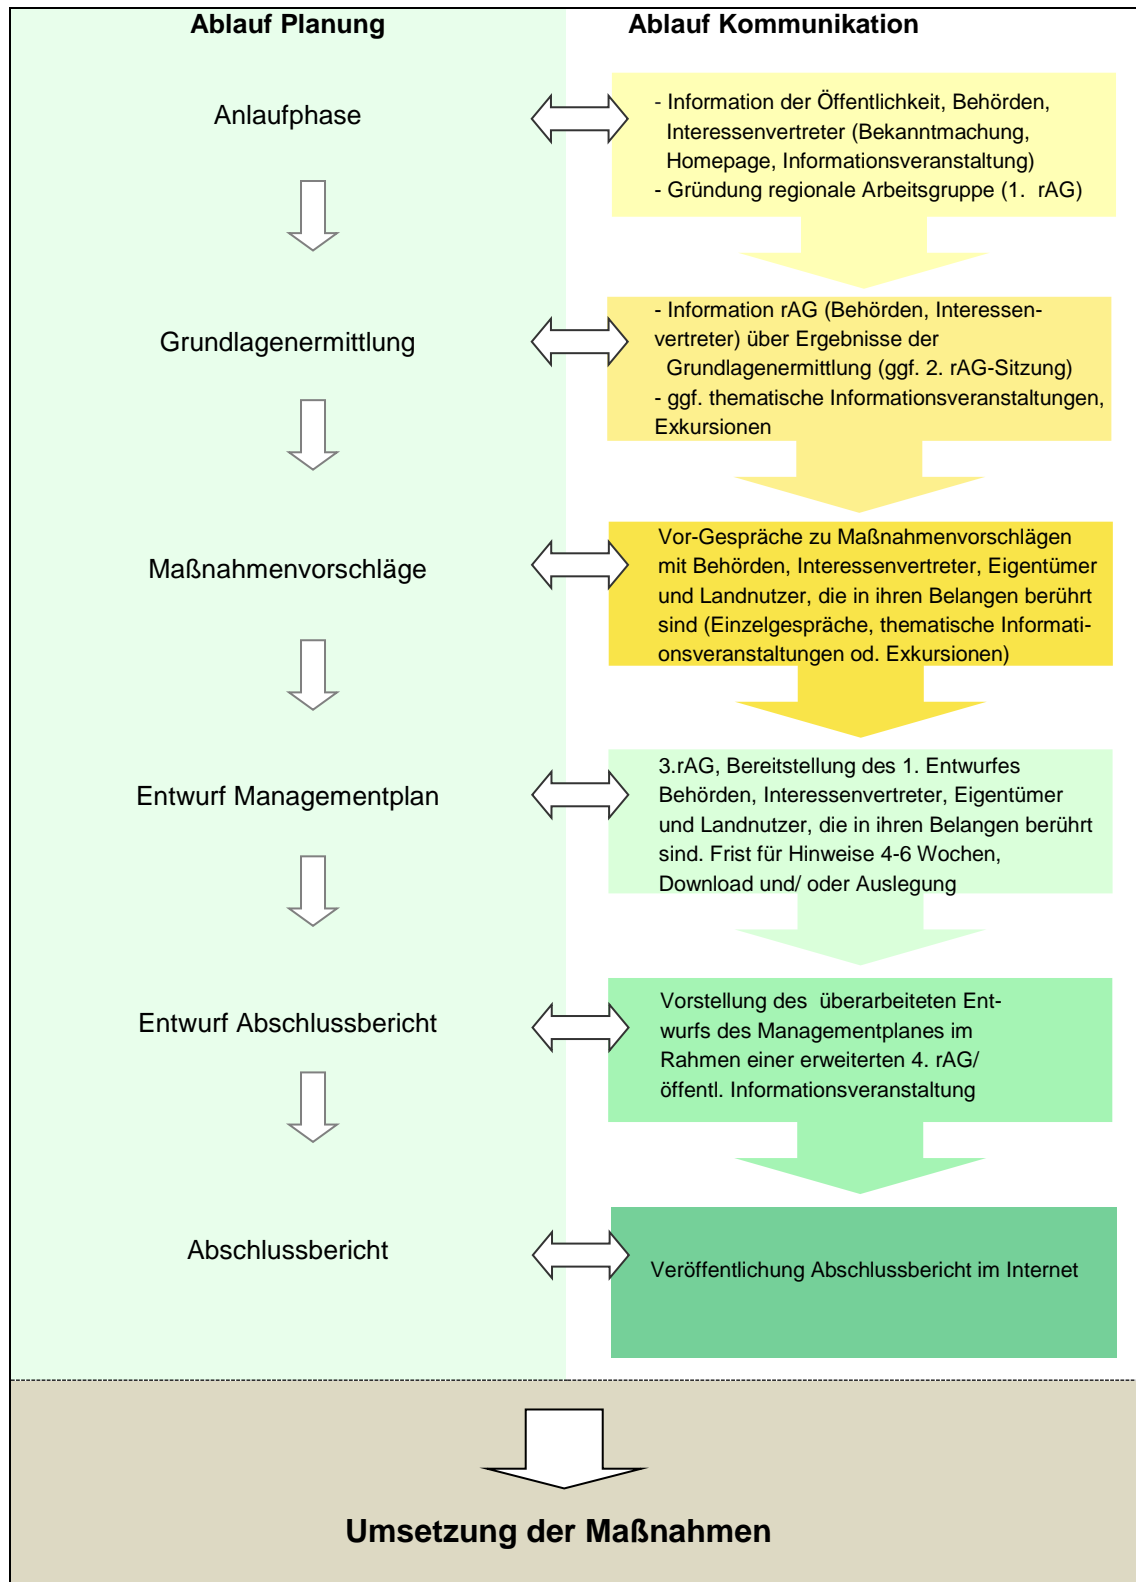 Ablauf Planung
Ablauf Kommunikation
Anlaufphase
- Information der Öffentlichkeit, Behörden,
Interessenvertreter (Bekanntmachung,
Homepage, Informationsveranstaltung)
- Gründung regionale Arbeitsgruppe (1. rAG)
Grundlagenermittlung
- Information rAG (Behörden, Interessen-
vertreter) über Ergebnisse der
Grundlagenermittlung (ggf. 2. rAG-Sitzung)
- ggf. thematische Informationsveranstaltungen,
Exkursionen
Maßnahmenvorschläge
Vor-Gespräche zu Maßnahmenvorschlägen
mit Behörden, Interessenvertreter, Eigentümer
und Landnutzer, die in ihren Belangen berührt
sind (Einzelgespräche, thematische Informati-
onsveranstaltungen od. Exkursionen)
Entwurf Managementplan
3.rAG, Bereitstellung des 1. Entwurfes
Behörden, Interessenvertreter, Eigentümer
und Landnutzer, die in ihren Belangen berührt
sind. Frist für Hinweise 4-6 Wochen,
Download und/ oder Auslegung
Entwurf Abschlussbericht
Vorstellung des überarbeiteten Ent-
wurfs des Managementplanes im
Rahmen einer erweiterten 4. rAG/
öffentl. Informationsveranstaltung
Abschlussbericht
Veröffentlichung Abschlussbericht im Internet
Umsetzung der Maßnahmen